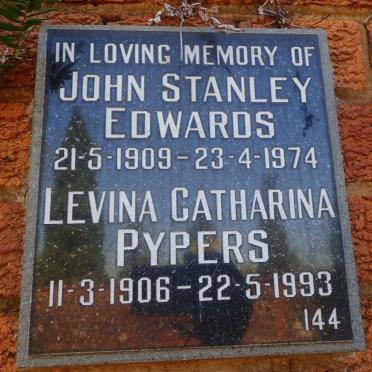 IN LOVING MEMORY OF
JOHN STANLEY
EDWARDS
21-5-1909 - 23-4-1974
LEVINA CATHARINA
PYPERS
11-3-1906 - 22-5-1993
144